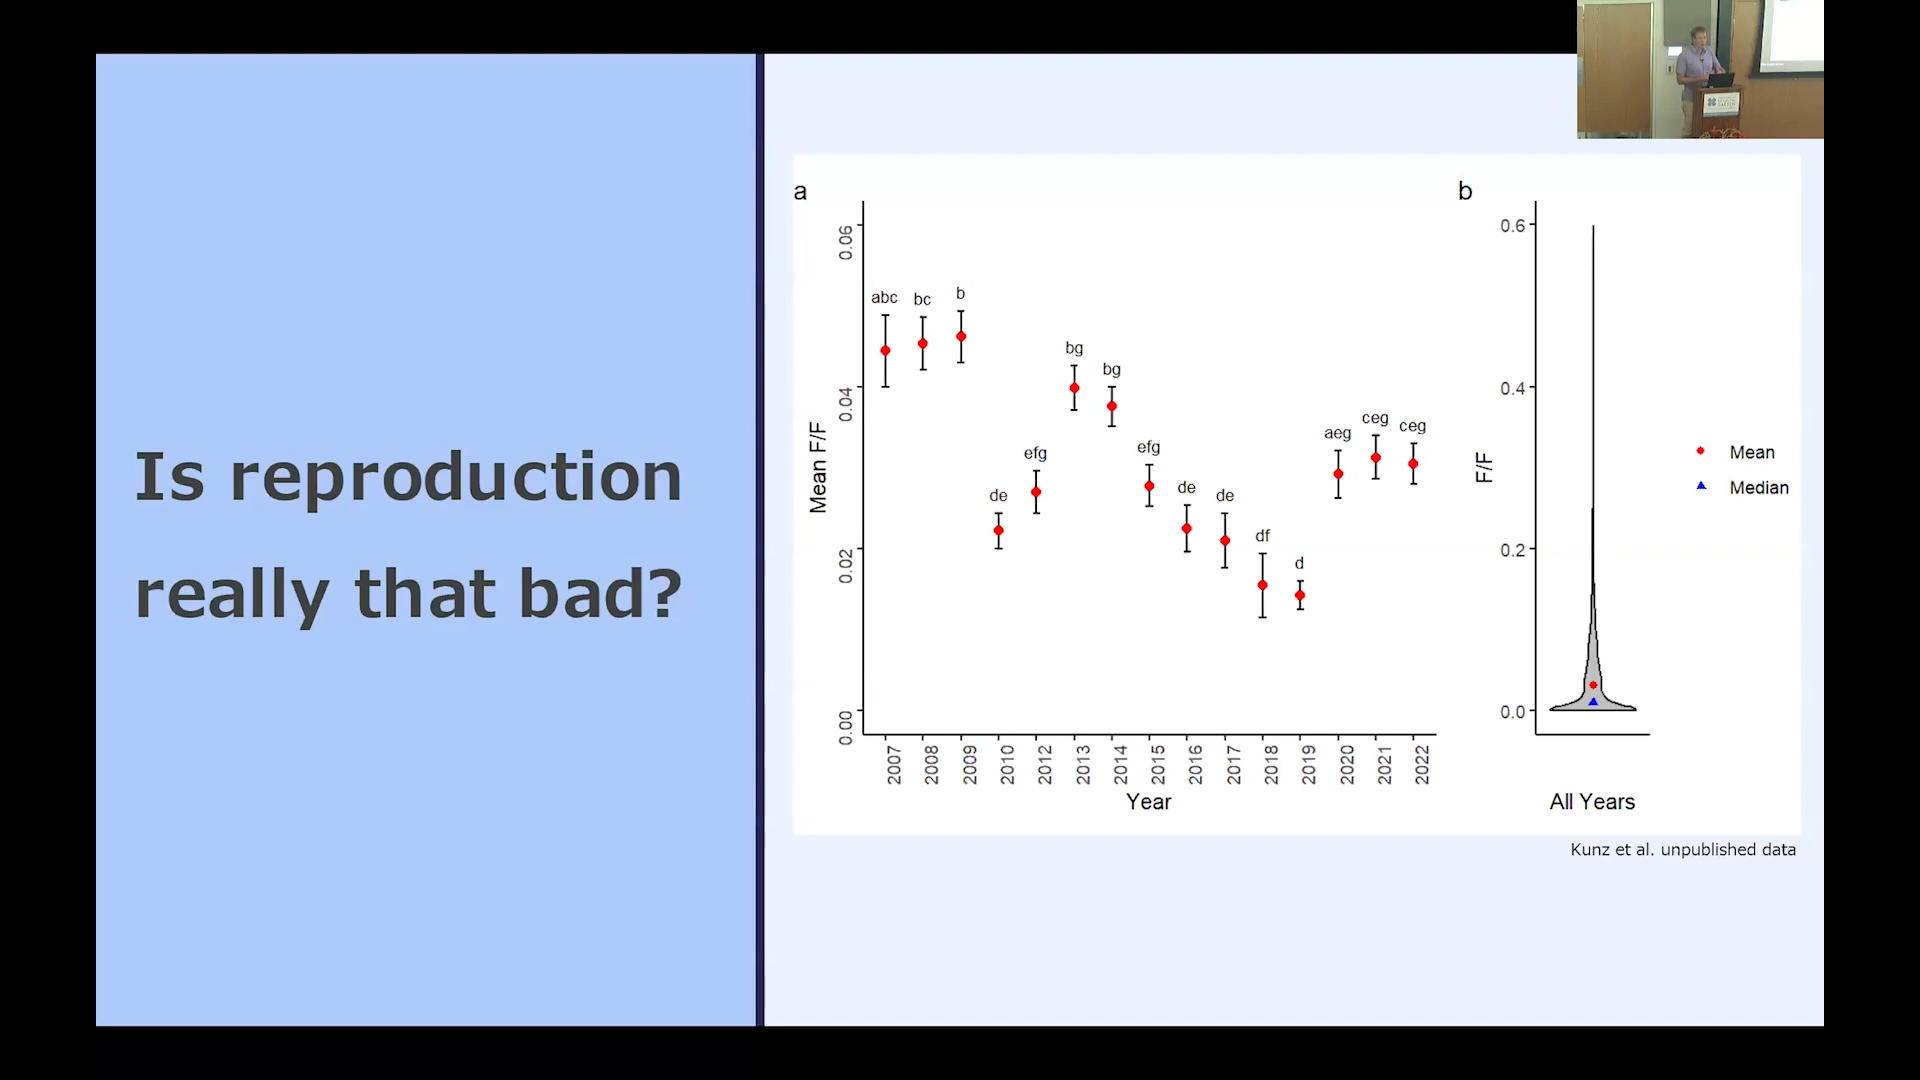 Is reproduction
really that bad?
a
Mean F/F
0.06
0.04
0.02
0.00
abc
bc
b
de
efg
bg
bg
efg
de
de
df
d
aeg
ceg
ceg
2007
2008
2009
2010
2012
2013
2014
2015
2016
2017
2018
2019
2020
2021
2022
Year
b
F/F
0.6
0.4
0.2
0.0
All Years
Mean
Median
Kunz et al. unpublished data